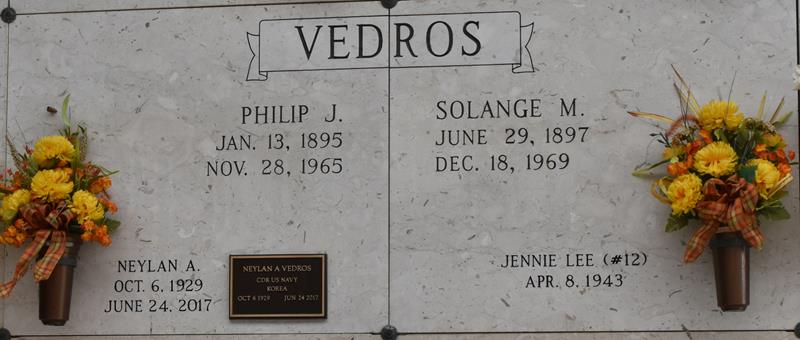 VEDROS
PHILIP J.
JAN. 13, 1895
NOV. 28, 1965
SOLANGE M.
JUNE 29, 1897
DEC. 18, 1969
NEYLAN A.
OCT. 6, 1929
JUNE 24, 2017
NEYLAN A VEDROS
CDR US NAVY
KOREA
OCT 6 1929 JUN 24 2017
JENNIE LEE (#12)
APR. 8, 1943